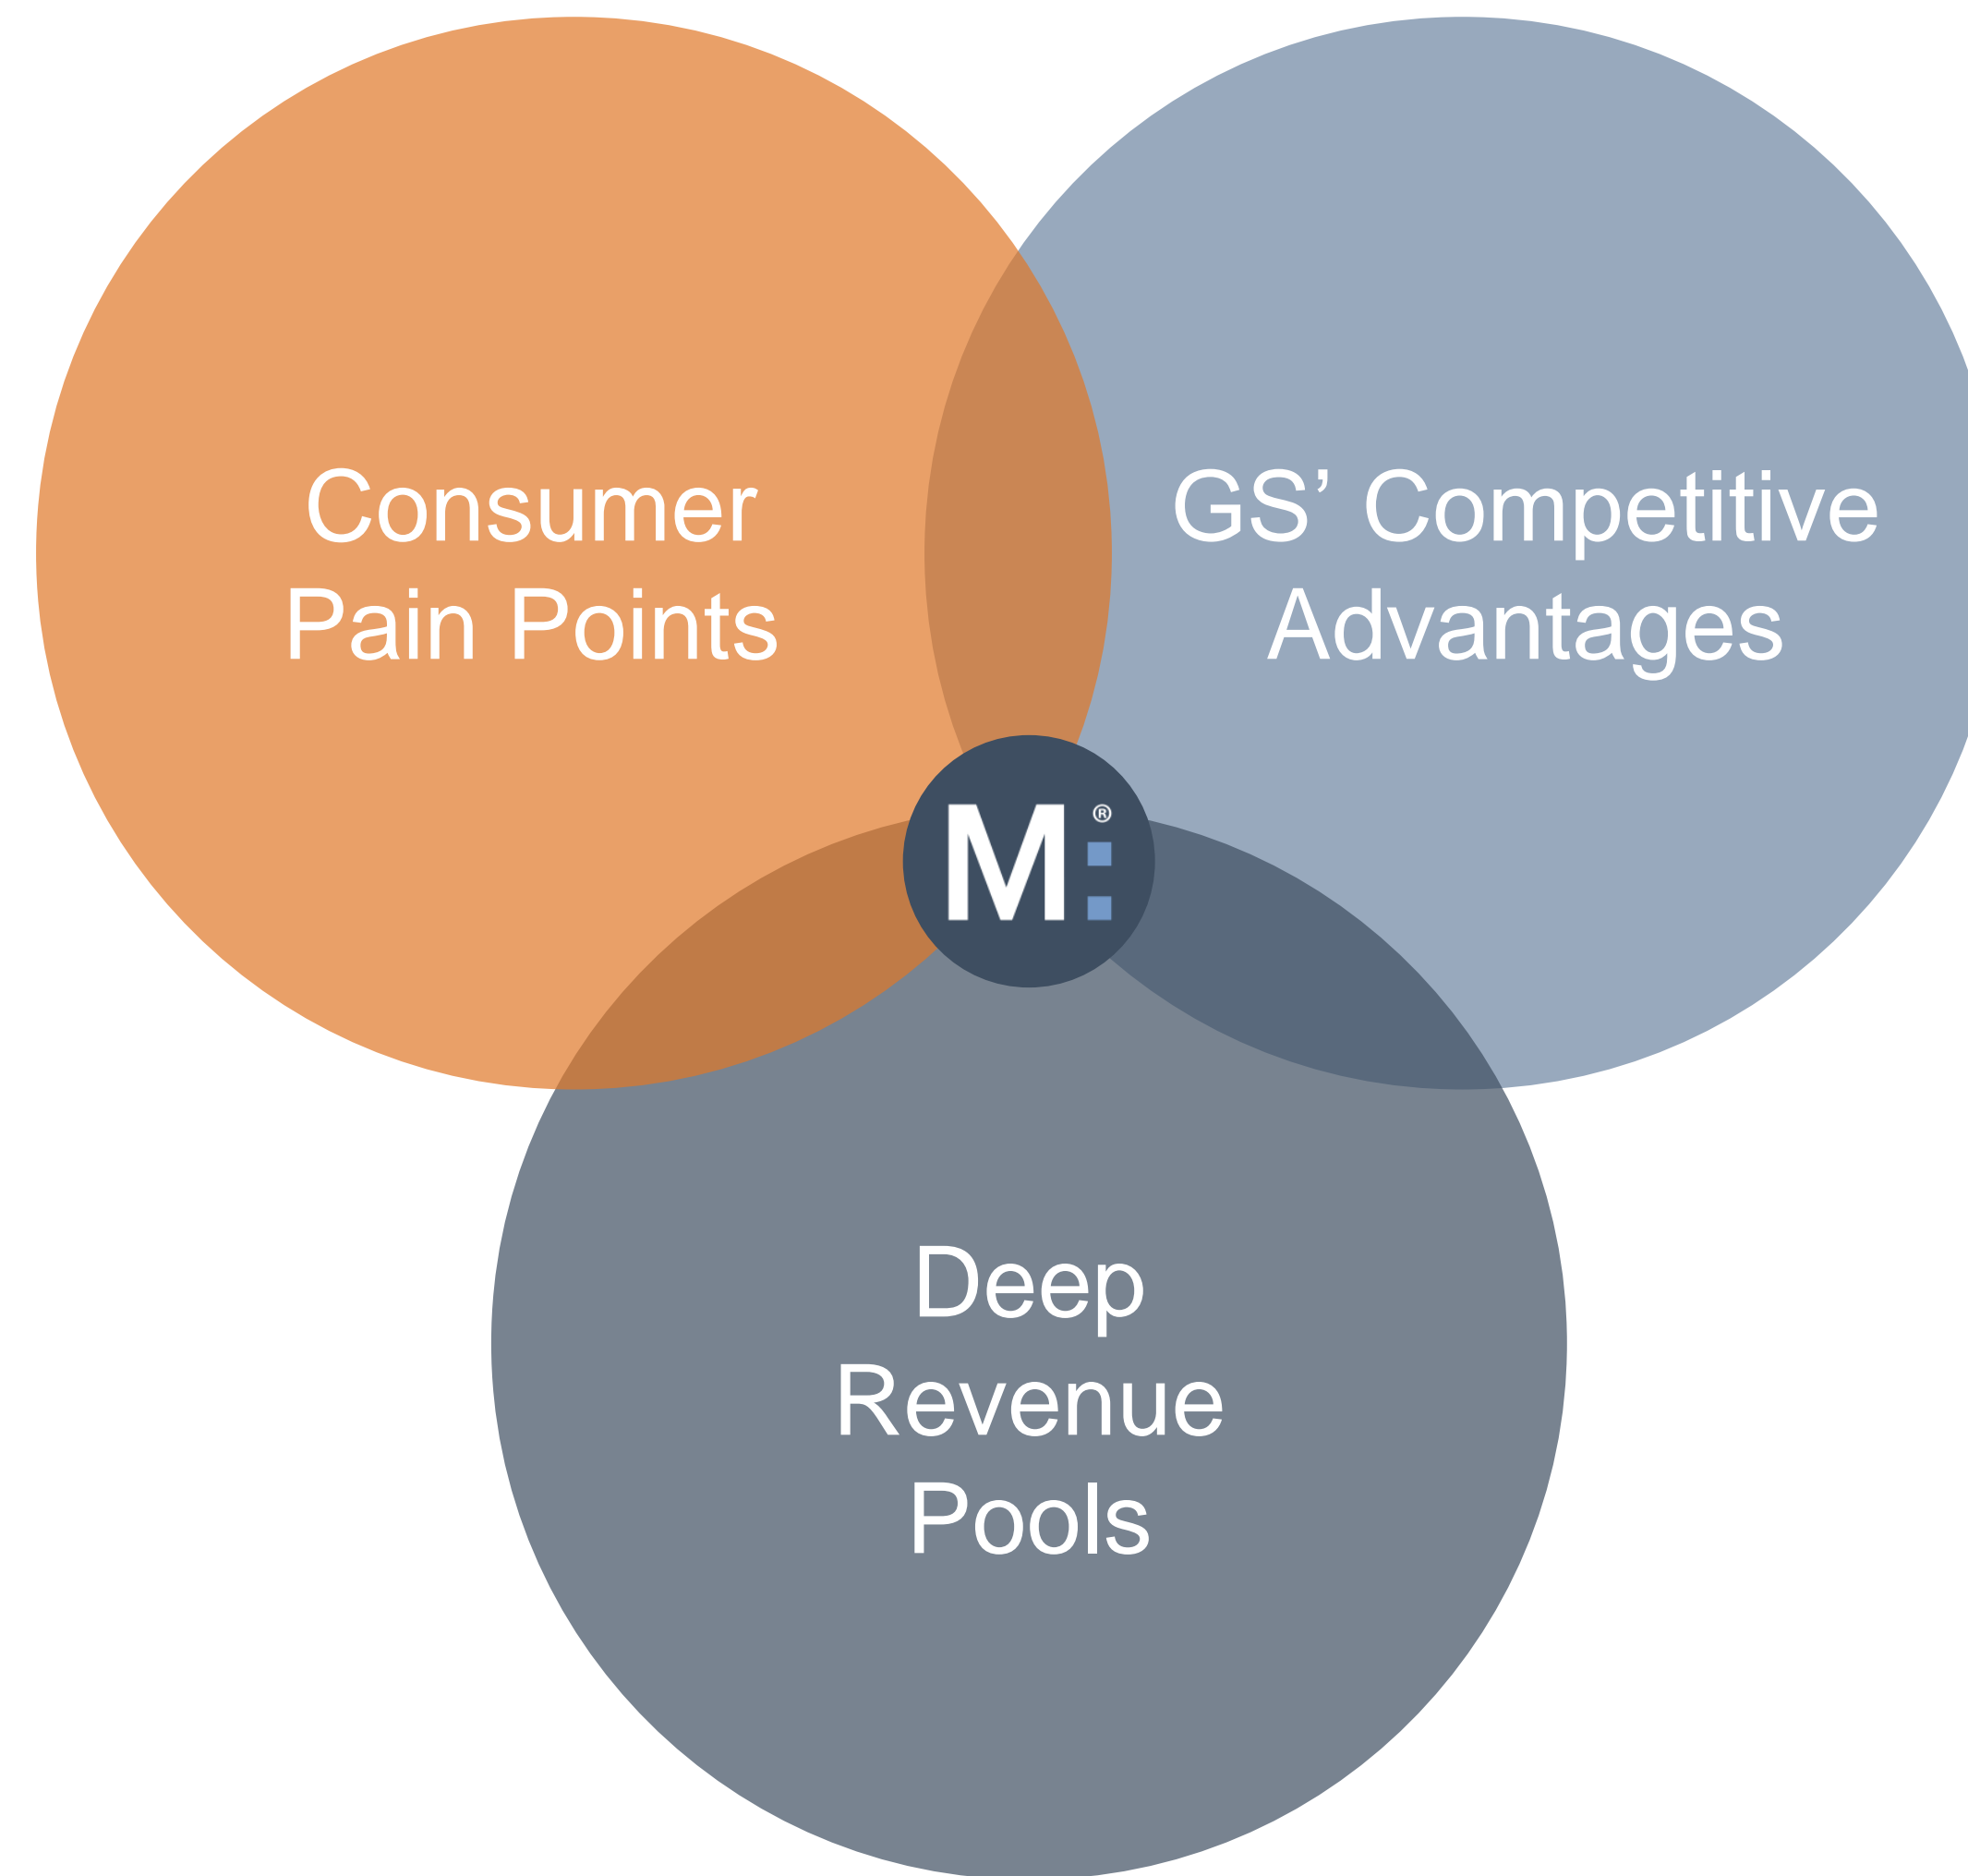 Consumer
Pain Points
GS’ Competitive
Advantages
M:®
Deep
Revenue
Pools